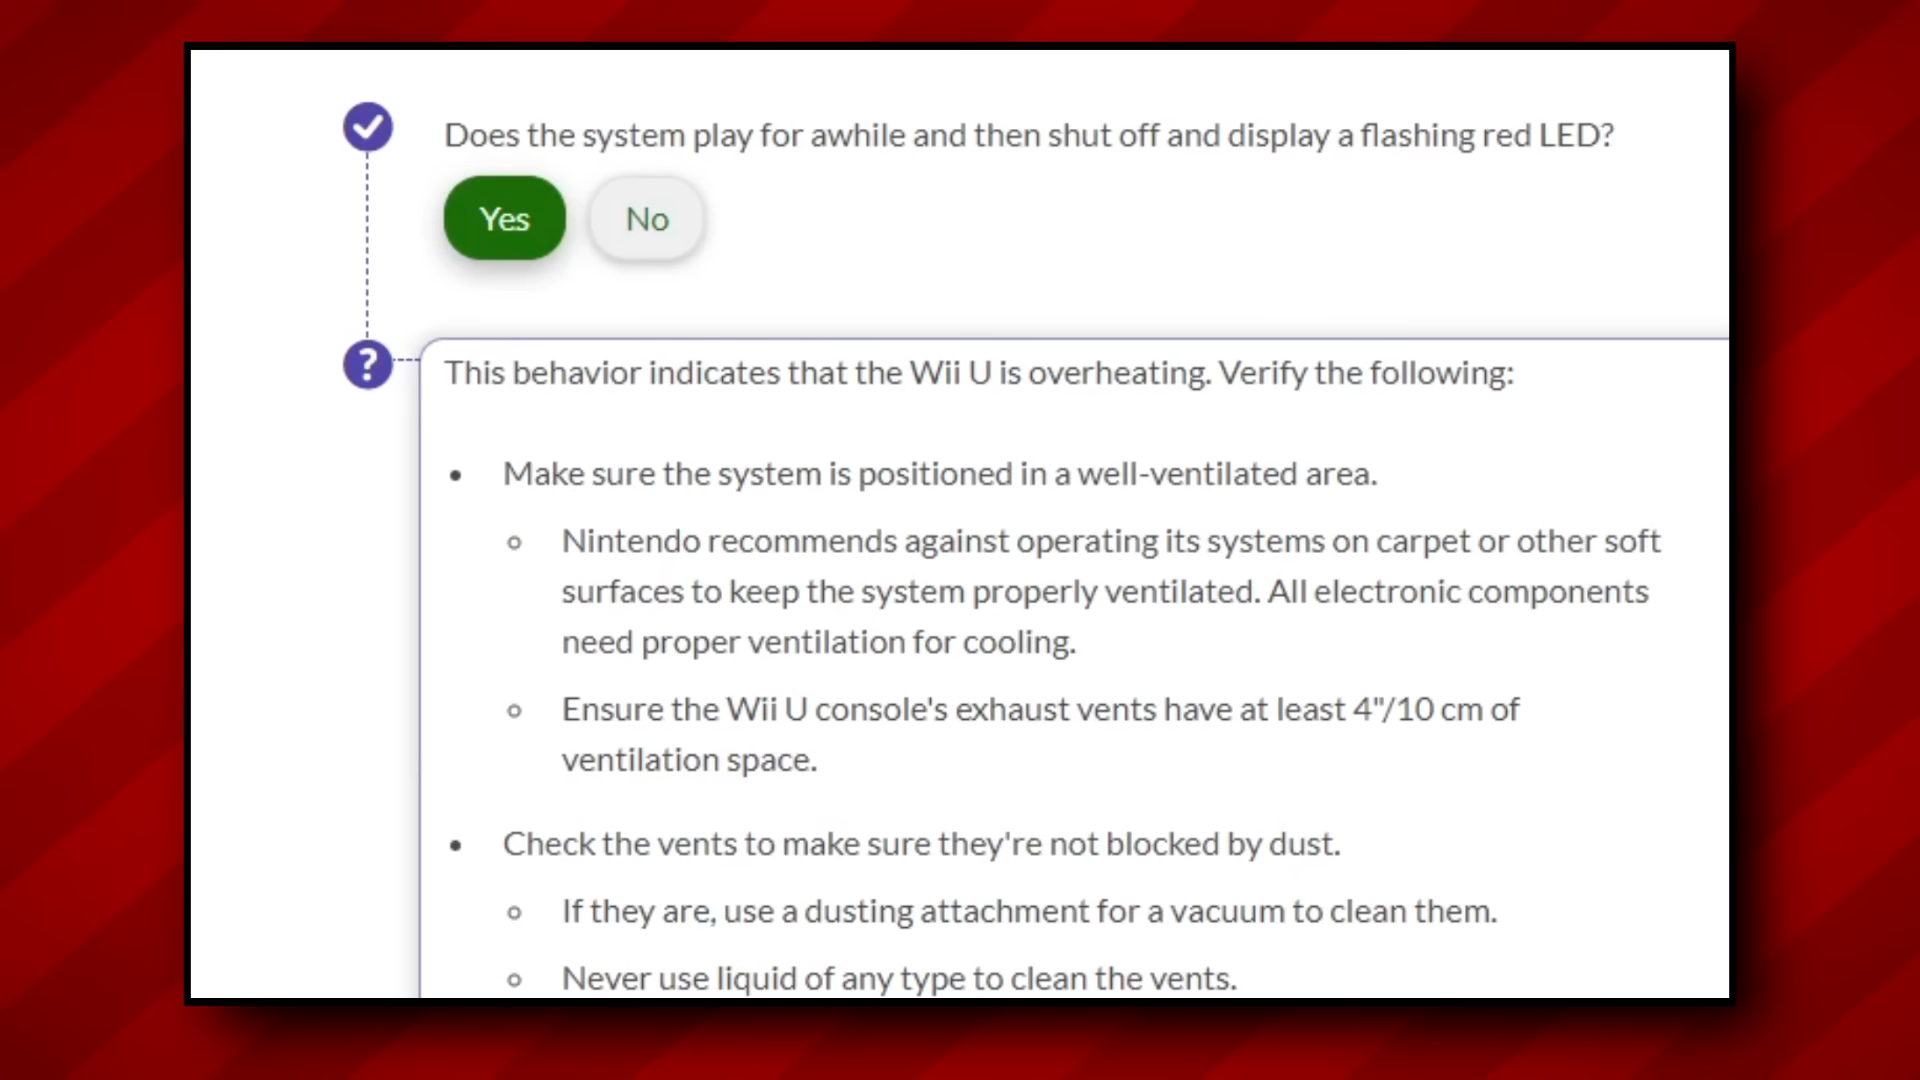 Does the system play for awhile and then shut off and display a flashing red LED?
Yes No
?
This behavior indicates that the Wii U is overheating. Verify the following:
• Make sure the system is positioned in a well-ventilated area.
◦ Nintendo recommends against operating its systems on carpet or other soft
surfaces to keep the system properly ventilated. All electronic components
need proper ventilation for cooling.
◦ Ensure the Wii U console's exhaust vents have at least 4"/10 cm of
ventilation space.
• Check the vents to make sure they're not blocked by dust.
◦ If they are, use a dusting attachment for a vacuum to clean them.
◦ Never use liquid of any type to clean the vents.